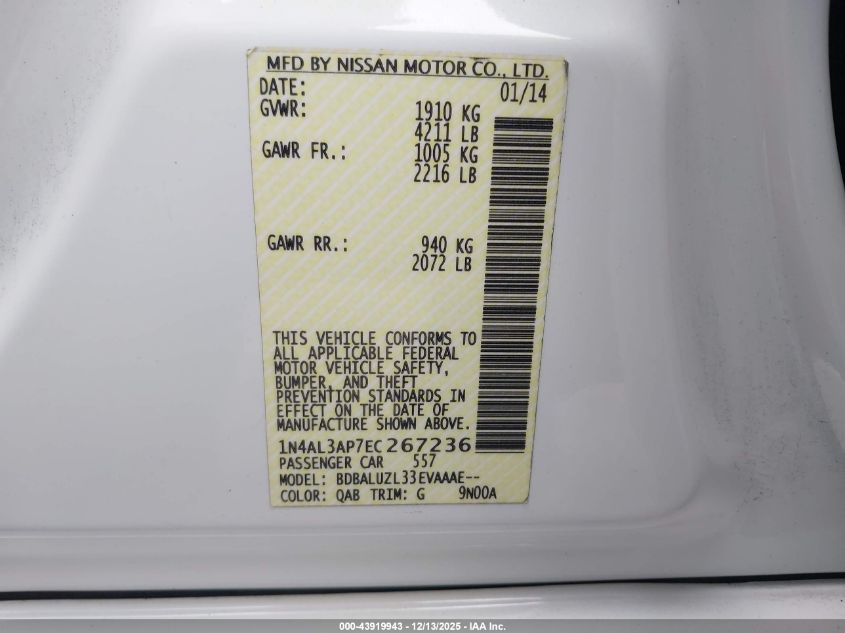 MFD BY NISSAN MOTOR CO., LTD.
DATE: 01/14
GVWR: 1910 KG
4211 LB
GAWR FR.: 1005 KG
2216 LB
GAWR RR.: 940 KG
2072 LB
THIS VEHICLE CONFORMS TO
ALL APPLICABLE FEDERAL
MOTOR VEHICLE SAFETY,
BUMPER, AND THEFT
PREVENTION STANDARDS IN
EFFECT ON THE DATE OF
MANUFACTURE SHOWN ABOVE.
1N4AL3AP7EC267236
PASSENGER CAR 557
MODEL: BDBALUZL33EVAAAE--
COLOR: QAB TRIM: G 9N00A
000-43919943 - 12/13/2025 - IAA Inc.